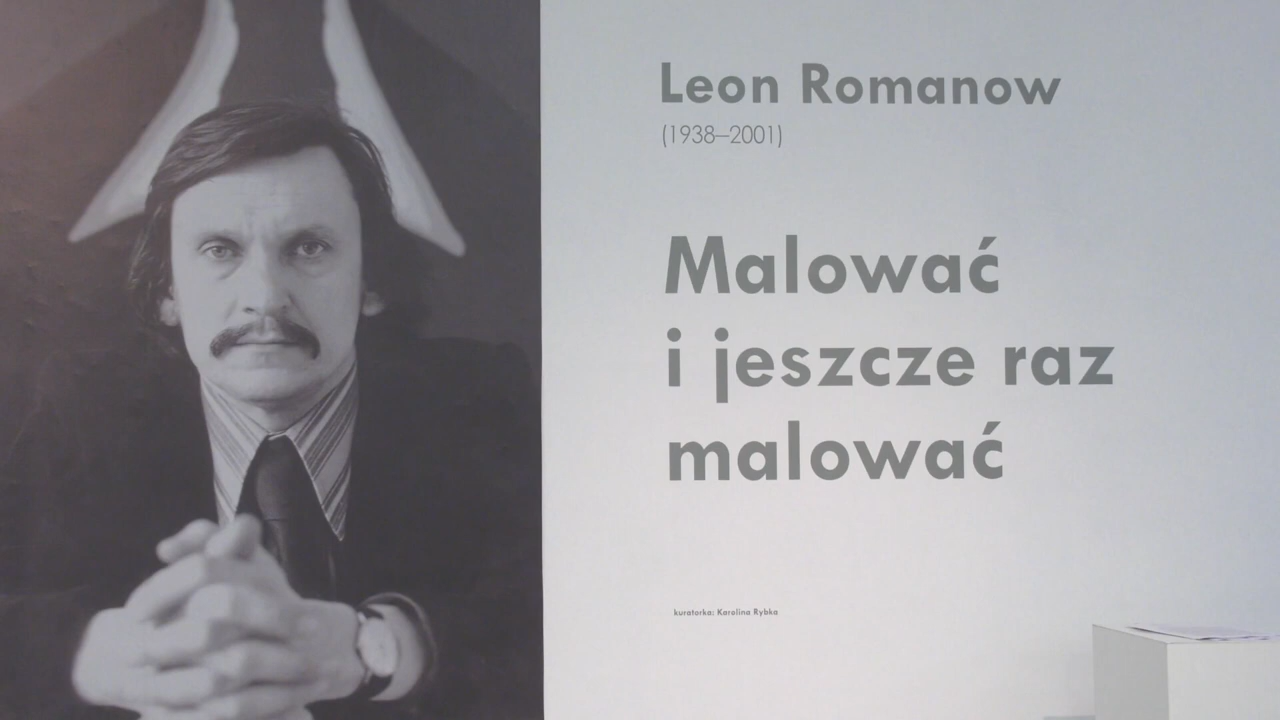 Leon Romanow
(1938–2001)
Malować
i jeszcze raz
malować
kuratorka: Karolina Rybka